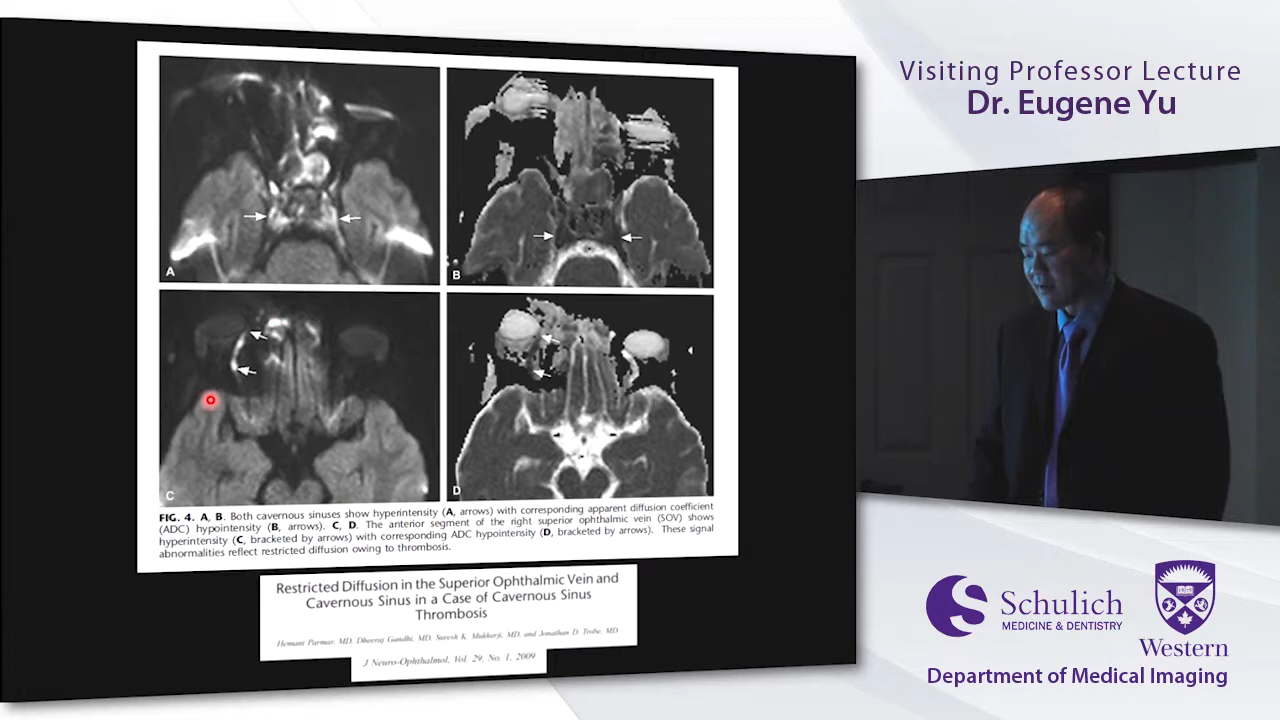 Visiting Professor Lecture
Dr. Eugene Yu
A
B
C
D
FIG. 4. A, B. Both cavernous sinuses show hyperintensity (A, arrows) with corresponding apparent diffusion coefficient
(ADC) hypointensity (B, arrows). C, D. The anterior segment of the right superior ophthalmic vein (SOV) shows
hyperintensity (C, bracketed by arrows) with corresponding ADC hypointensity (D, bracketed by arrows). These signal
abnormalities reflect restricted diffusion owing to thrombosis.
Restricted Diffusion in the Superior Ophthalmic Vein and
Cavernous Sinus in a Case of Cavernous Sinus
Thrombosis
Hemant Parmar, MD, Dheeraj Gandhi, MD, Suresh K. Mukherji, MD, and Jonathan D. Trobe, MD
J Neuro-Ophthalmol, Vol. 29, No. 1, 2009
Schulich
MEDICINE & DENTISTRY
Western
Department of Medical Imaging